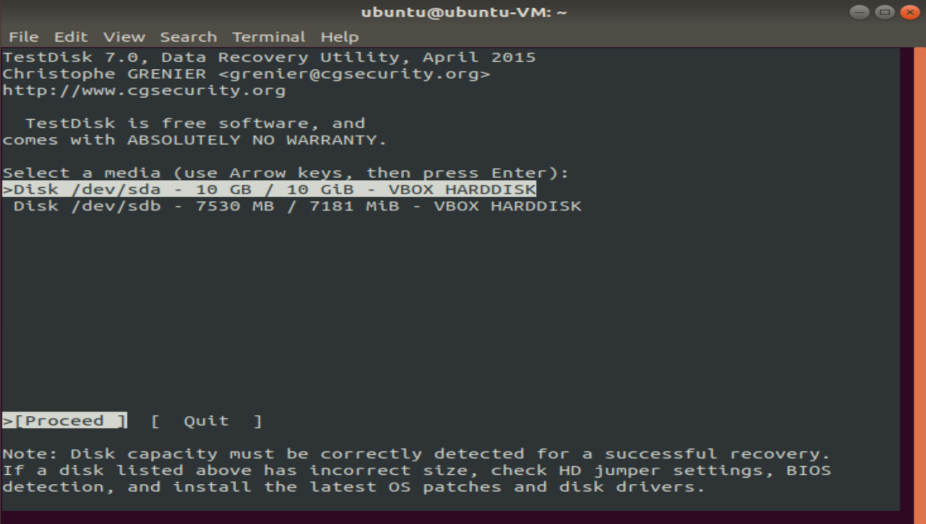 ubuntu@ubuntu-VM: ~
File Edit View Search Terminal Help
TestDisk 7.0, Data Recovery Utility, April 2015
Christophe GRENIER <grenier@cgsecurity.org>
http://www.cgsecurity.org
TestDisk is free software, and
comes with ABSOLUTELY NO WARRANTY.
Select a media (use Arrow keys, then press Enter):
>Disk /dev/sda - 10 GB / 10 GiB - VBOX HARDDISK
Disk /dev/sdb - 7530 MB / 7181 MiB - VBOX HARDDISK
>[Proceed ]  [  Quit  ]
Note: Disk capacity must be correctly detected for a successful recovery.
If a disk listed above has incorrect size, check HD jumper settings, BIOS
detection, and install the latest OS patches and disk drivers.